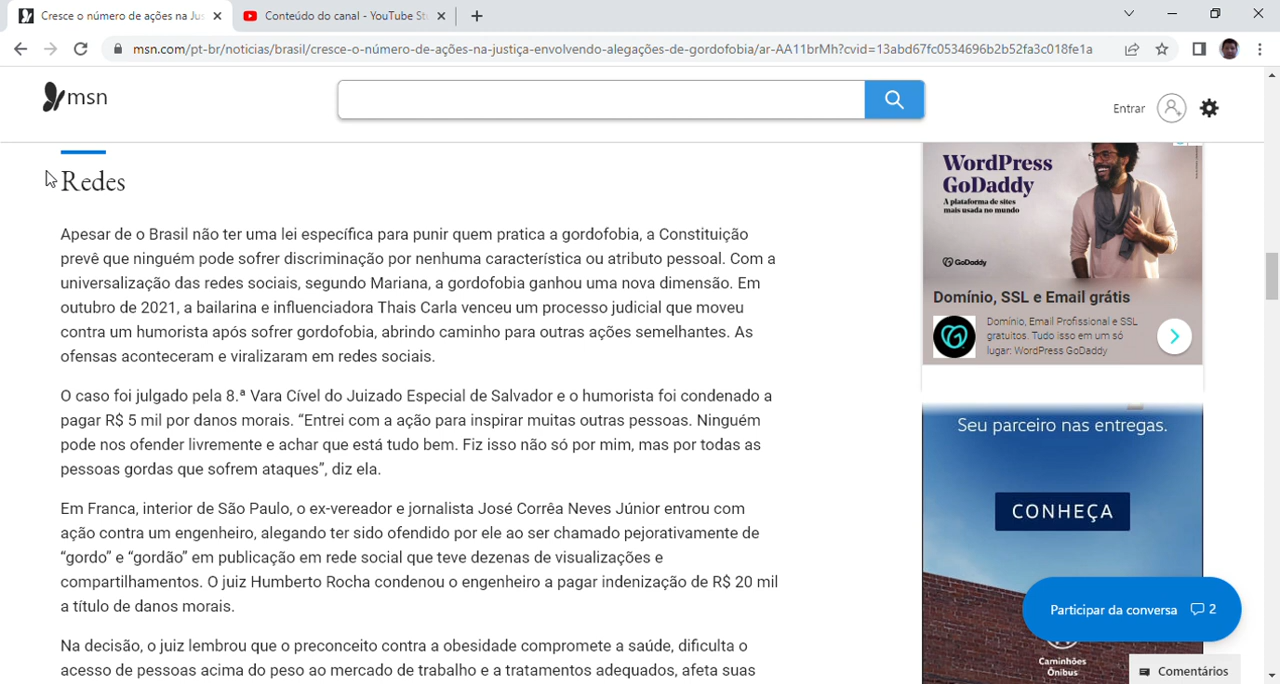 Cresce o número de ações na Jus
Conteúdo do canal - YouTube St
msn.com/pt-br/noticias/brasil/cresce-o-número-de-ações-na-justiça-envolvendo-alegações-de-gordofobia/ar-AA11brMh?cvid=13abd67fc0534696b2b52fa3c018fe1a
msn
Entrar
Redes
Apesar de o Brasil não ter uma lei específica para punir quem pratica a gordofobia, a Constituição
prevê que ninguém pode sofrer discriminação por nenhuma característica ou atributo pessoal. Com a
universalização das redes sociais, segundo Mariana, a gordofobia ganhou uma nova dimensão. Em
outubro de 2021, a bailarina e influenciadora Thais Carla venceu um processo judicial que moveu
contra um humorista após sofrer gordofobia, abrindo caminho para outras ações semelhantes. As
ofensas aconteceram e viralizaram em redes sociais.
O caso foi julgado pela 8.ª Vara Cível do Juizado Especial de Salvador e o humorista foi condenado a
pagar R$ 5 mil por danos morais. “Entrei com a ação para inspirar muitas outras pessoas. Ninguém
pode nos ofender livremente e achar que está tudo bem. Fiz isso não só por mim, mas por todas as
pessoas gordas que sofrem ataques”, diz ela.
Em Franca, interior de São Paulo, o ex-vereador e jornalista José Corrêa Neves Júnior entrou com
ação contra um engenheiro, alegando ter sido ofendido por ele ao ser chamado pejorativamente de
“gordo” e “gordão” em publicação em rede social que teve dezenas de visualizações e
compartilhamentos. O juiz Humberto Rocha condenou o engenheiro a pagar indenização de R$ 20 mil
a título de danos morais.
Na decisão, o juiz lembrou que o preconceito contra a obesidade compromete a saúde, dificulta o
acesso de pessoas acima do peso ao mercado de trabalho e a tratamentos adequados, afeta suas
WordPress
GoDaddy
A plataforma de sites
mais usada no mundo
GoDaddy
Domínio, SSL e Email grátis
Domínio, Email Profissional e SSL
gratuitos. Tudo isso em um só
lugar: WordPress GoDaddy
Seu parceiro nas entregas.
CONHEÇA
Participar da conversa 2
Caminhões
Ônibus
Comentários